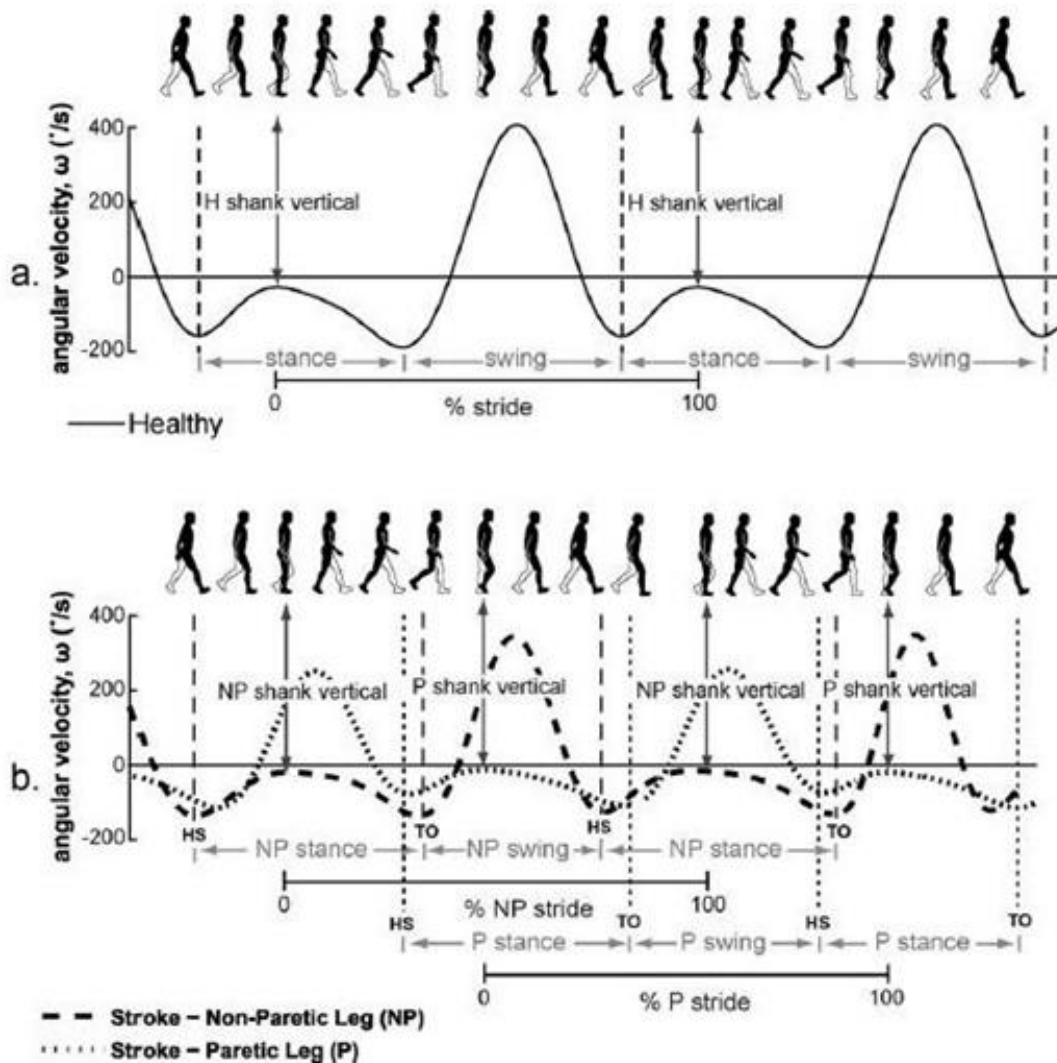 400
200
0
-200
angular velocity, ω (˚/s)
a.
H shank vertical
H shank vertical
stance
swing
stance
swing
0
100
% stride
Healthy
400
200
0
-200
angular velocity, ω (˚/s)
b.
NP shank vertical
P shank vertical
NP shank vertical
P shank vertical
HS
TO
HS
TO
NP stance
NP swing
NP stance
0
% NP stride
100
HS
TO
HS
TO
P stance
P swing
P stance
0
% P stride
100
Stroke – Non-Paretic Leg (NP)
Stroke – Paretic Leg (P)